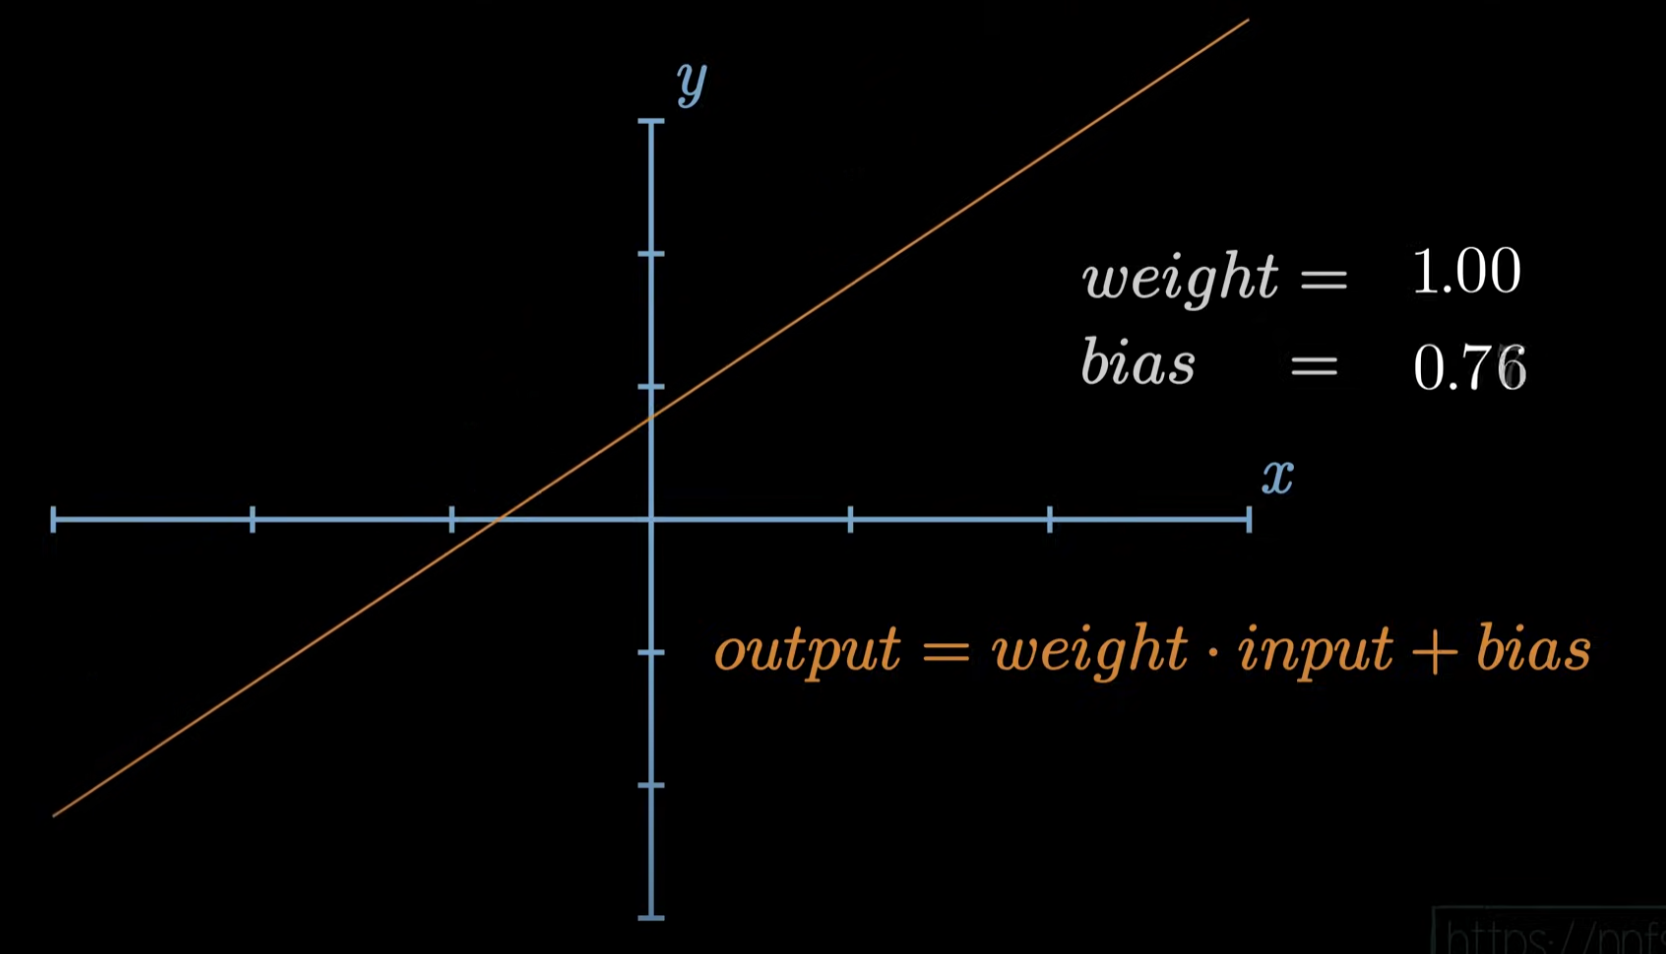 y
weight = 1.00
bias = 0.76
x
output = weight · input + bias